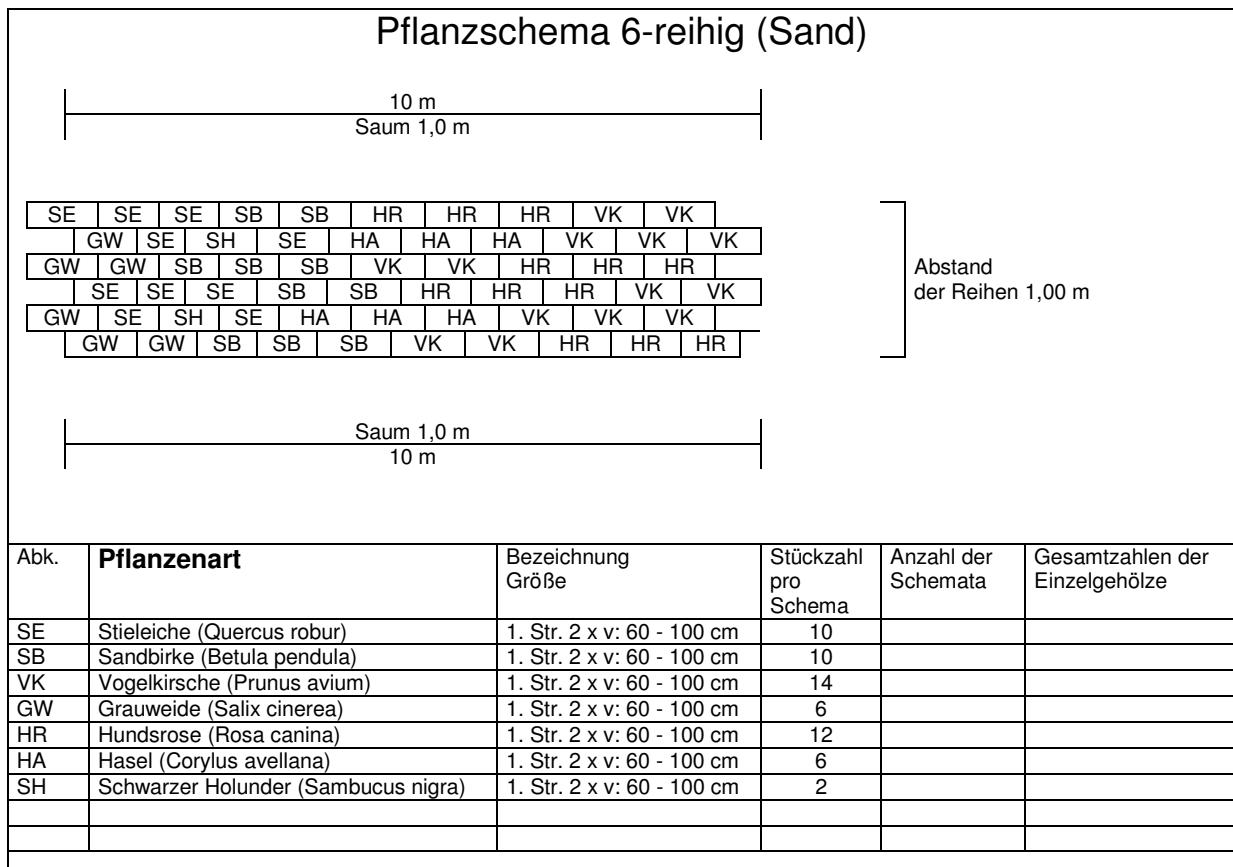 Pflanzschema 6-reihig (Sand)
10 m
Saum 1,0 m
SE SE SE SB SB HR HR HR VK VK
GW SE SH SE HA HA HA VK VK VK
GW GW SB SB SB VK VK HR HR HR
SE SE SE SB SB HR HR HR VK VK
GW SE SH SE HA HA HA VK VK VK
GW GW SB SB SB VK VK HR HR HR
Abstand
der Reihen 1,00 m
Saum 1,0 m
10 m
Abk. Pflanzenart Bezeichnung Größe Stückzahl pro Schema Anzahl der Schemata Gesamtzahlen der Einzelgehölze
SE Stieleiche (Quercus robur) 1. Str. 2 x v: 60 - 100 cm 10
SB Sandbirke (Betula pendula) 1. Str. 2 x v: 60 - 100 cm 10
VK Vogelkirsche (Prunus avium) 1. Str. 2 x v: 60 - 100 cm 14
GW Grauweide (Salix cinerea) 1. Str. 2 x v: 60 - 100 cm 6
HR Hundsrose (Rosa canina) 1. Str. 2 x v: 60 - 100 cm 12
HA Hasel (Corylus avellana) 1. Str. 2 x v: 60 - 100 cm 6
SH Schwarzer Holunder (Sambucus nigra) 1. Str. 2 x v: 60 - 100 cm 2